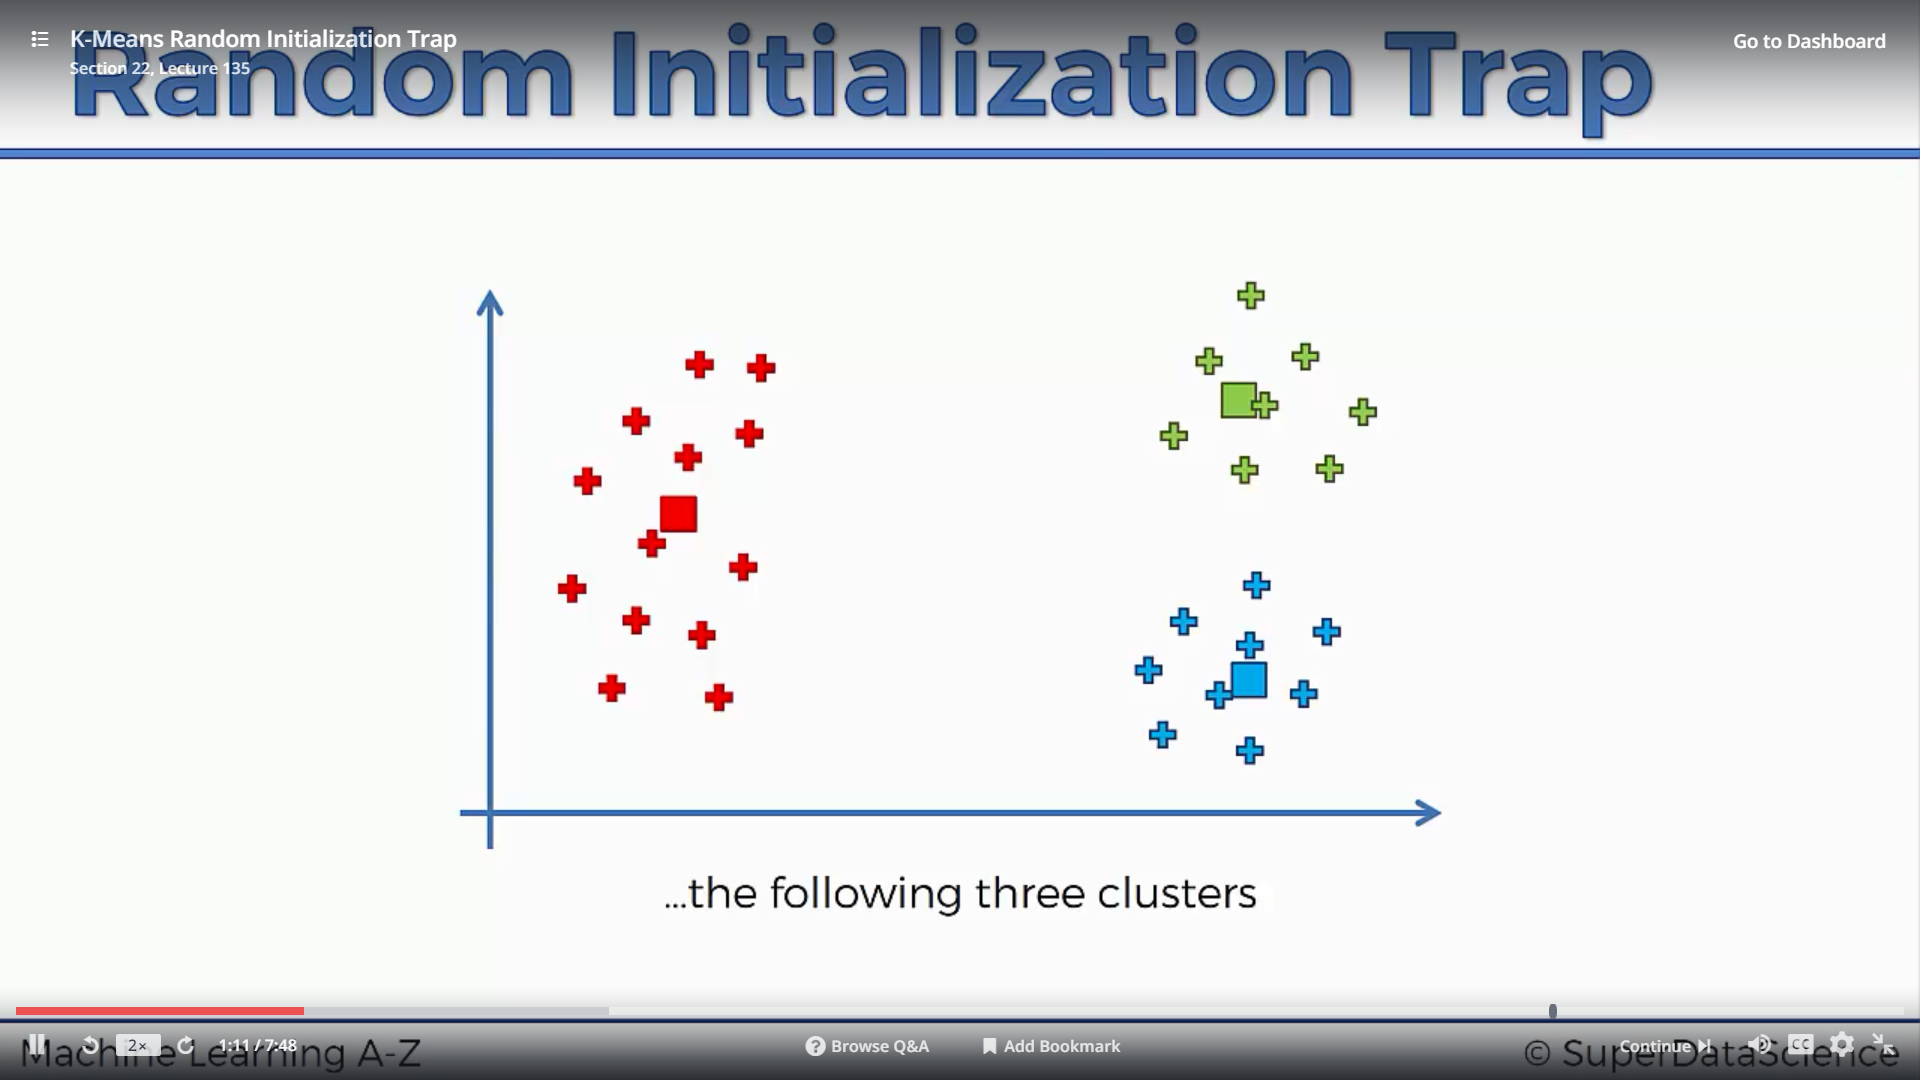 K-Means Random Initialization Trap
Go to Dashboard
Section 22, Lecture 135
Random Initialization Trap
...the following three clusters
2×
1:11 / 7:48
Browse Q&A
Add Bookmark
Continue
CC
Machine Learning A-Z
© SuperDataScience